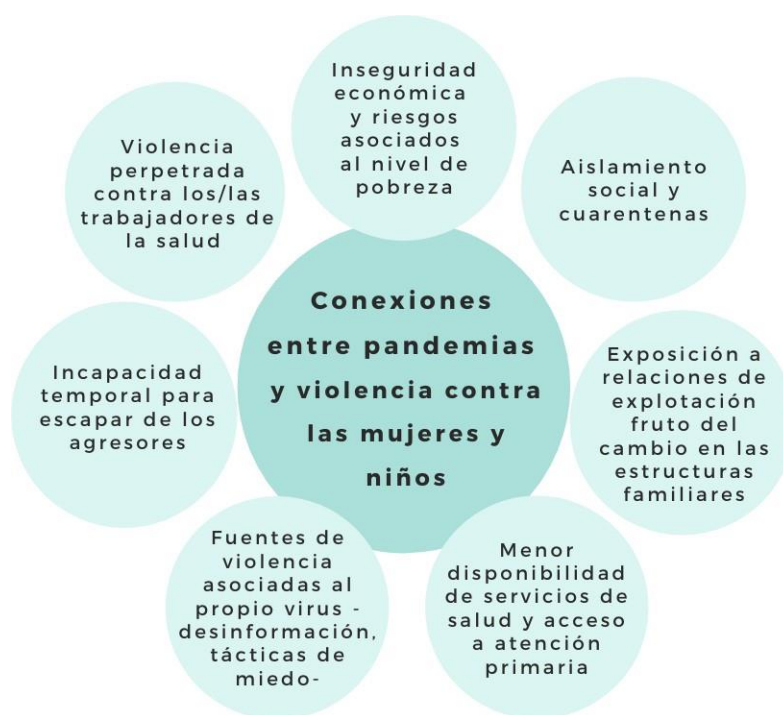 Inseguridad
económica
y riesgos
asociados
al nivel de
pobreza
Aislamiento
social y
cuarentenas
Exposición a
relaciones de
explotación
fruto del
cambio en las
estructuras
familiares
Menor
disponibilidad
de servicios de
salud y acceso
a atención
primaria
Fuentes de
violencia
asociadas al
propio virus -
desinformación,
tácticas de
miedo-
Incapacidad
temporal para
escapar de los
agresores
Violencia
perpetrada
contra los/las
trabajadores de
la salud
Conexiones
entre pandemias
y violencia contra
las mujeres y
niños